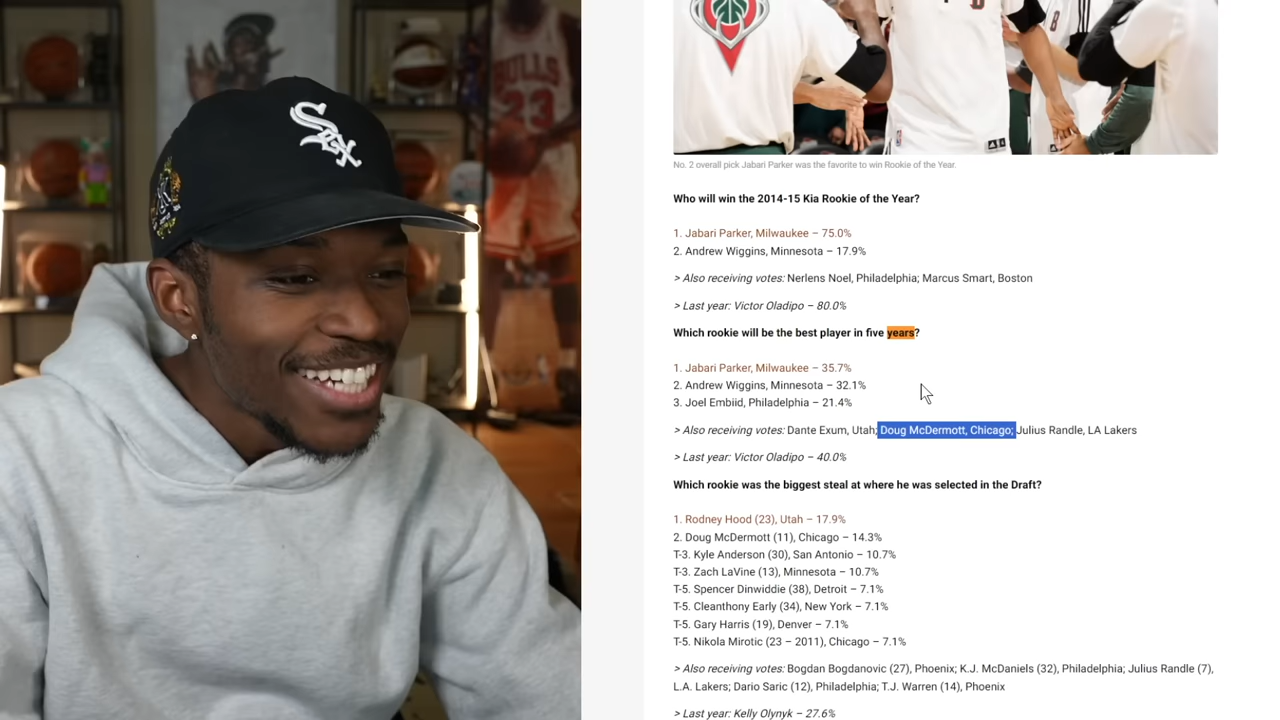 Sox
BULLS
23
No. 2 overall pick Jabari Parker was the favorite to win Rookie of the Year.
Who will win the 2014-15 Kia Rookie of the Year?
1. Jabari Parker, Milwaukee – 75.0%
2. Andrew Wiggins, Minnesota – 17.9%
> Also receiving votes: Nerlens Noel, Philadelphia; Marcus Smart, Boston
> Last year: Victor Oladipo – 80.0%
Which rookie will be the best player in five years?
1. Jabari Parker, Milwaukee – 35.7%
2. Andrew Wiggins, Minnesota – 32.1%
3. Joel Embiid, Philadelphia – 21.4%
> Also receiving votes: Dante Exum, Utah; Doug McDermott, Chicago; Julius Randle, LA Lakers
> Last year: Victor Oladipo – 40.0%
Which rookie was the biggest steal at where he was selected in the Draft?
1. Rodney Hood (23), Utah – 17.9%
2. Doug McDermott (11), Chicago – 14.3%
T-3. Kyle Anderson (30), San Antonio – 10.7%
T-3. Zach LaVine (13), Minnesota – 10.7%
T-5. Spencer Dinwiddie (38), Detroit – 7.1%
T-5. Cleanthony Early (34), New York – 7.1%
T-5. Gary Harris (19), Denver – 7.1%
T-5. Nikola Mirotic (23 – 2011), Chicago – 7.1%
> Also receiving votes: Bogdan Bogdanovic (27), Phoenix; K.J. McDaniels (32), Philadelphia; Julius Randle (7),
L.A. Lakers; Dario Saric (12), Philadelphia; T.J. Warren (14), Phoenix
> Last year: Kelly Olynyk – 27.6%